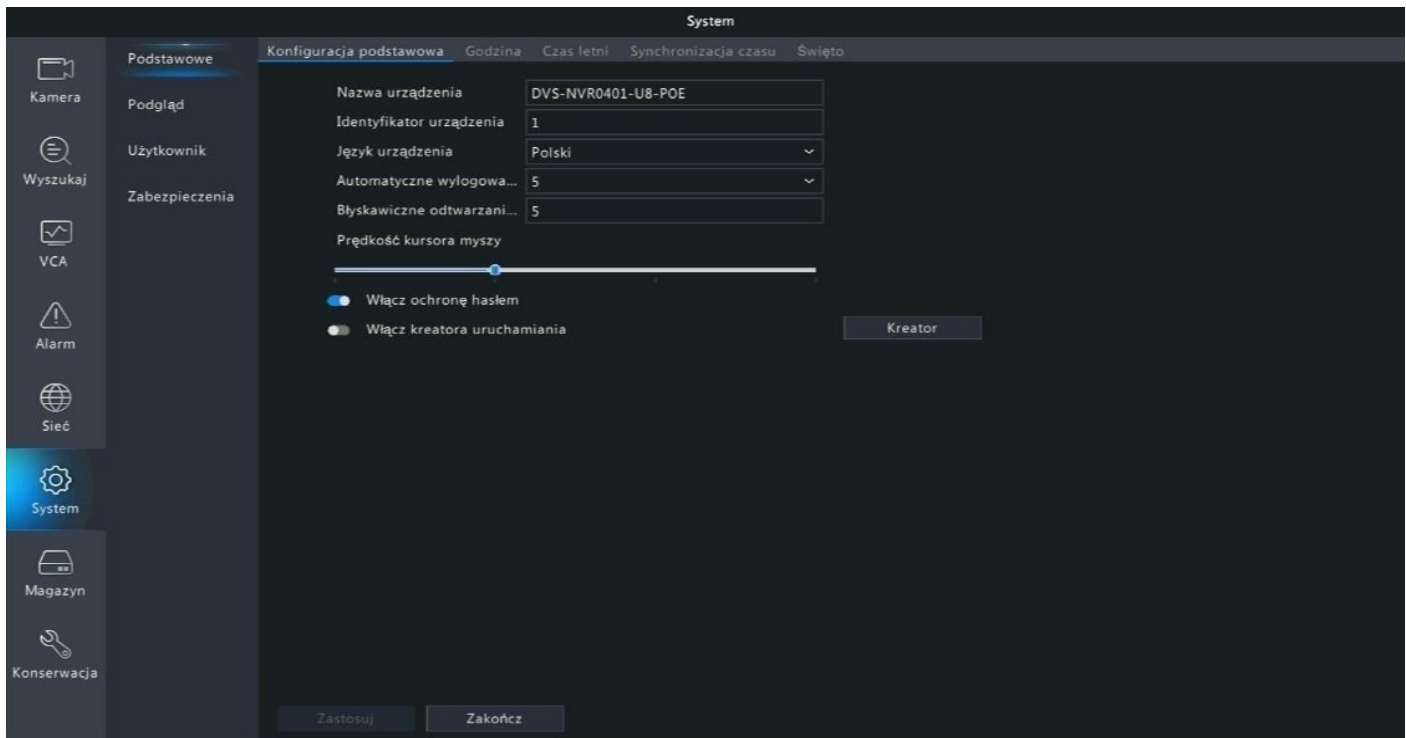 System
Kamera
Wyszukaj
VCA
Alarm
Sieć
System
Magazyn
Konserwacja
Podstawowe
Podgląd
Użytkownik
Zabezpieczenia
Konfiguracja podstawowa Godzina Czas letni Synchronizacja czasu Święto
Nazwa urządzenia DVS-NVR0401-U8-POE
Identyfikator urządzenia 1
Język urządzenia Polski
Automatyczne wylogowa... 5
Błyskawiczne odtwarzani... 5
Prędkość kursora myszy
Włącz ochronę hasłem
Włącz kreatora uruchamiania Kreator
Zastosuj Zakończ